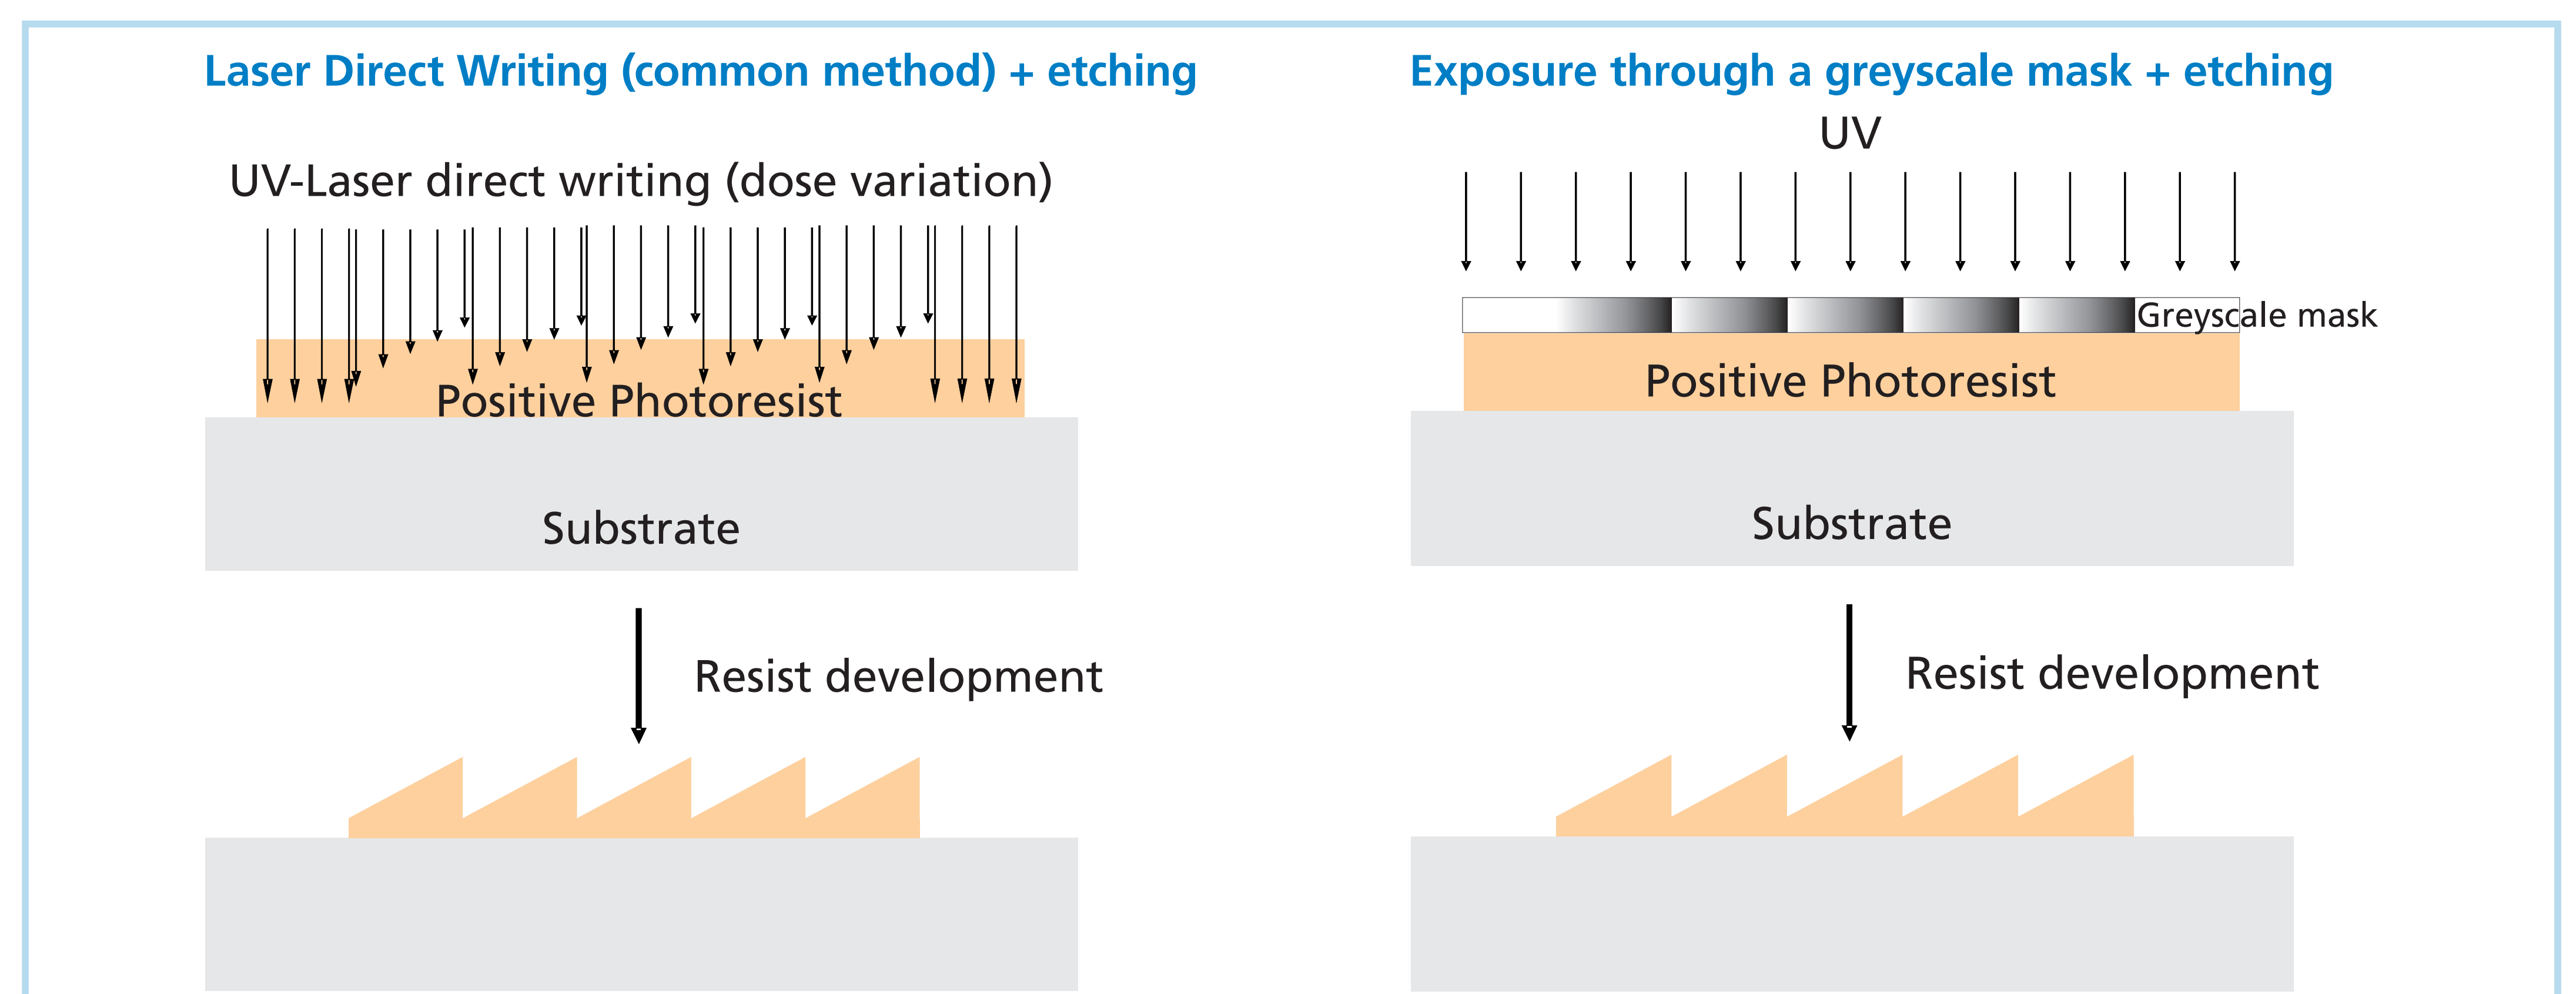 Laser Direct Writing (common method) + etching
UV-Laser direct writing (dose variation)
Positive Photoresist
Substrate
Resist development
Exposure through a greyscale mask + etching
UV
Greyscale mask
Positive Photoresist
Substrate
Resist development